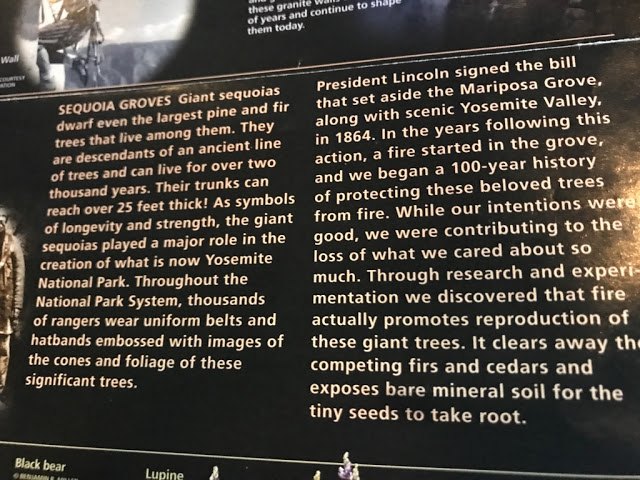 these granite walls
of years and continue to shape
them today.
Wall
COURTESY
SEQUOIA GROVES Giant sequoias
dwarf even the largest pine and fir
trees that live among them. They
are descendants of an ancient line
of trees and can live for over two
thousand years. Their trunks can
reach over 25 feet thick! As symbols
of longevity and strength, the giant
sequoias played a major role in the
creation of what is now Yosemite
National Park. Throughout the
National Park System, thousands
of rangers wear uniform belts and
hatbands embossed with images of
the cones and foliage of these
significant trees.
President Lincoln signed the bill
that set aside the Mariposa Grove,
along with scenic Yosemite Valley,
in 1864. In the years following this
action, a fire started in the grove,
and we began a 100-year history
of protecting these beloved trees
from fire. While our intentions were
good, we were contributing to the
loss of what we cared about so
much. Through research and experi-
mentation we discovered that fire
actually promotes reproduction of
these giant trees. It clears away the
competing firs and cedars and
exposes bare mineral soil for the
tiny seeds to take root.
Black bear
Lupine